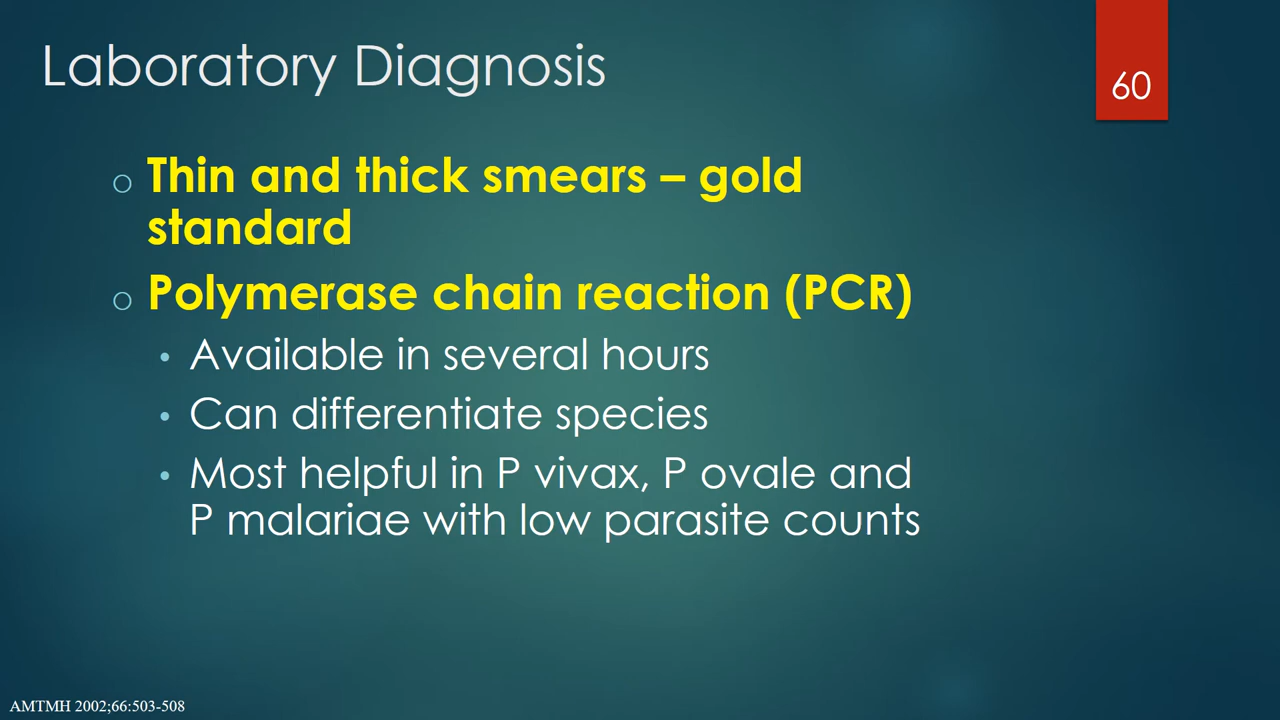 Laboratory Diagnosis
60
Thin and thick smears – gold
standard
Polymerase chain reaction (PCR)
Available in several hours
Can differentiate species
Most helpful in P vivax, P ovale and
P malariae with low parasite counts
AMTMH 2002;66:503-508